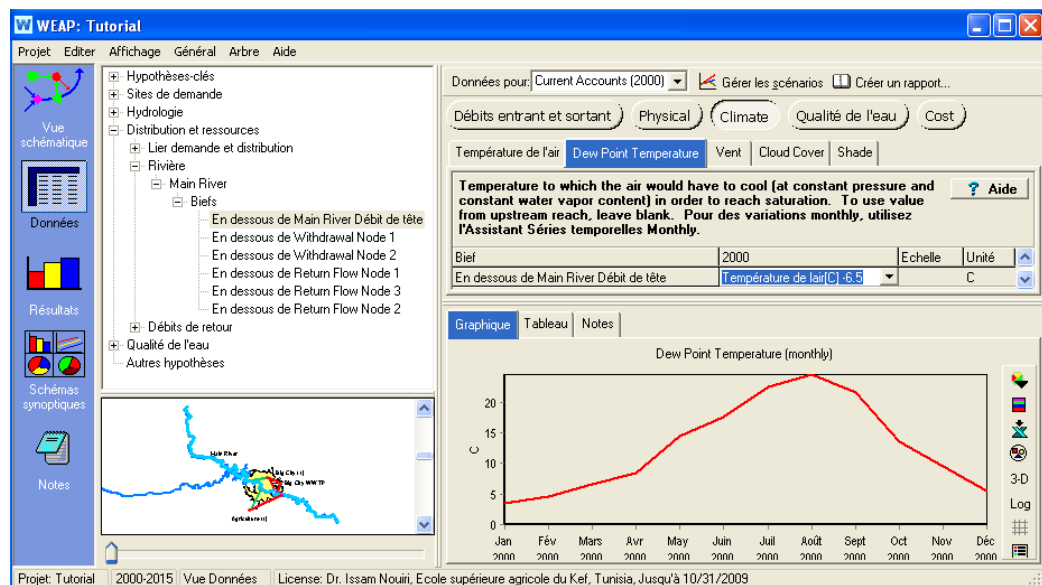 WEAP: Tutorial
Projet Editer Affichage Général Arbre Aide
Vue schématique
Données
Résultats
Schémas synoptiques
Notes
Hypothèses-clés
Sites de demande
Hydrologie
Distribution et ressources
Lier demande et distribution
Rivière
Main River
Biefs
En dessous de Main River Débit de tête
En dessous de Withdrawal Node 1
En dessous de Withdrawal Node 2
En dessous de Return Flow Node 1
En dessous de Return Flow Node 3
En dessous de Return Flow Node 2
Débits de retour
Qualité de l'eau
Autres hypothèses
Main River
Big City (1)
Big City WWTP
Agriculture (1)
Données pour: Current Accounts (2000) Gérer les scénarios Créer un rapport...
Débits entrant et sortant Physical Climate Qualité de l'eau Cost
Température de l'air Dew Point Temperature Vent Cloud Cover Shade
Temperature to which the air would have to cool (at constant pressure and
constant water vapor content) in order to reach saturation. To use value
from upstream reach, leave blank. Pour des variations monthly, utilisez
l'Assistant Séries temporelles Monthly.
? Aide
Bief 2000 Echelle Unité
En dessous de Main River Débit de tête Température de lair[C] -6.5 C
Graphique Tableau Notes
Dew Point Temperature (monthly)
C
20
15
10
5
0
Jan Fév Mars Avr May Juin Juil Août Sept Oct Nov Déc
2000 2000 2000 2000 2000 2000 2000 2000 2000 2000 2000 2000
3-D
Log
Projet: Tutorial 2000-2015 Vue Données License: Dr. Issam Nouiri, Ecole supérieure agricole du Kef, Tunisia, Jusqu'à 10/31/2009